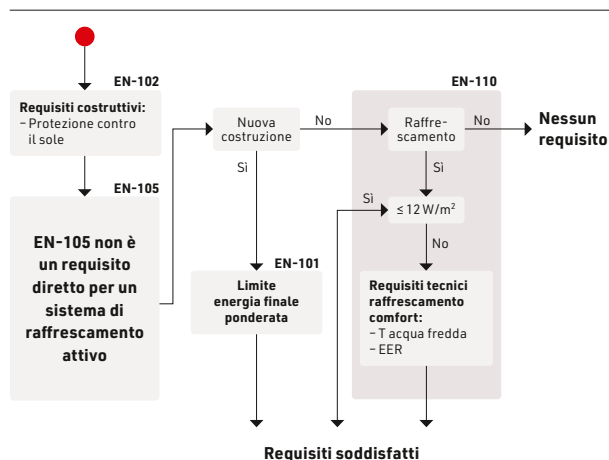 EN-102
Requisiti costruttivi:
– Protezione contro
il sole
EN-105
EN-105 non è
un requisito
diretto per un
sistema di
raffrescamento
attivo
Nuova
costruzione
No
Sì
EN-101
Limite
energia finale
ponderata
EN-110
Raffre-
scamento
No
Nessun
requisito
Sì
Sì
≤ 12 W/m²
No
Requisiti tecnici
raffrescamento
comfort:
– T acqua fredda
– EER
Requisiti soddisfatti